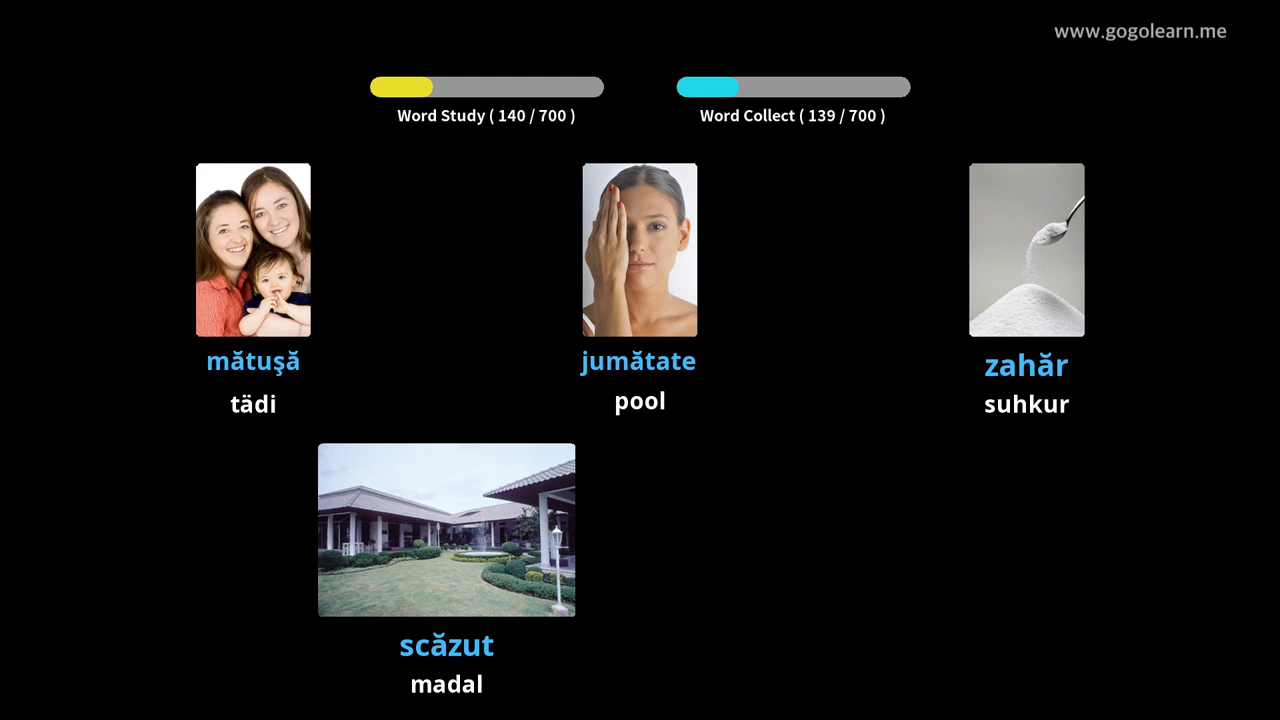 www.gogolearn.me
Word Study ( 140 / 700 )
Word Collect ( 139 / 700 )
mătuşă
jumătate
zahăr
tädi
pool
suhkur
scăzut
madal